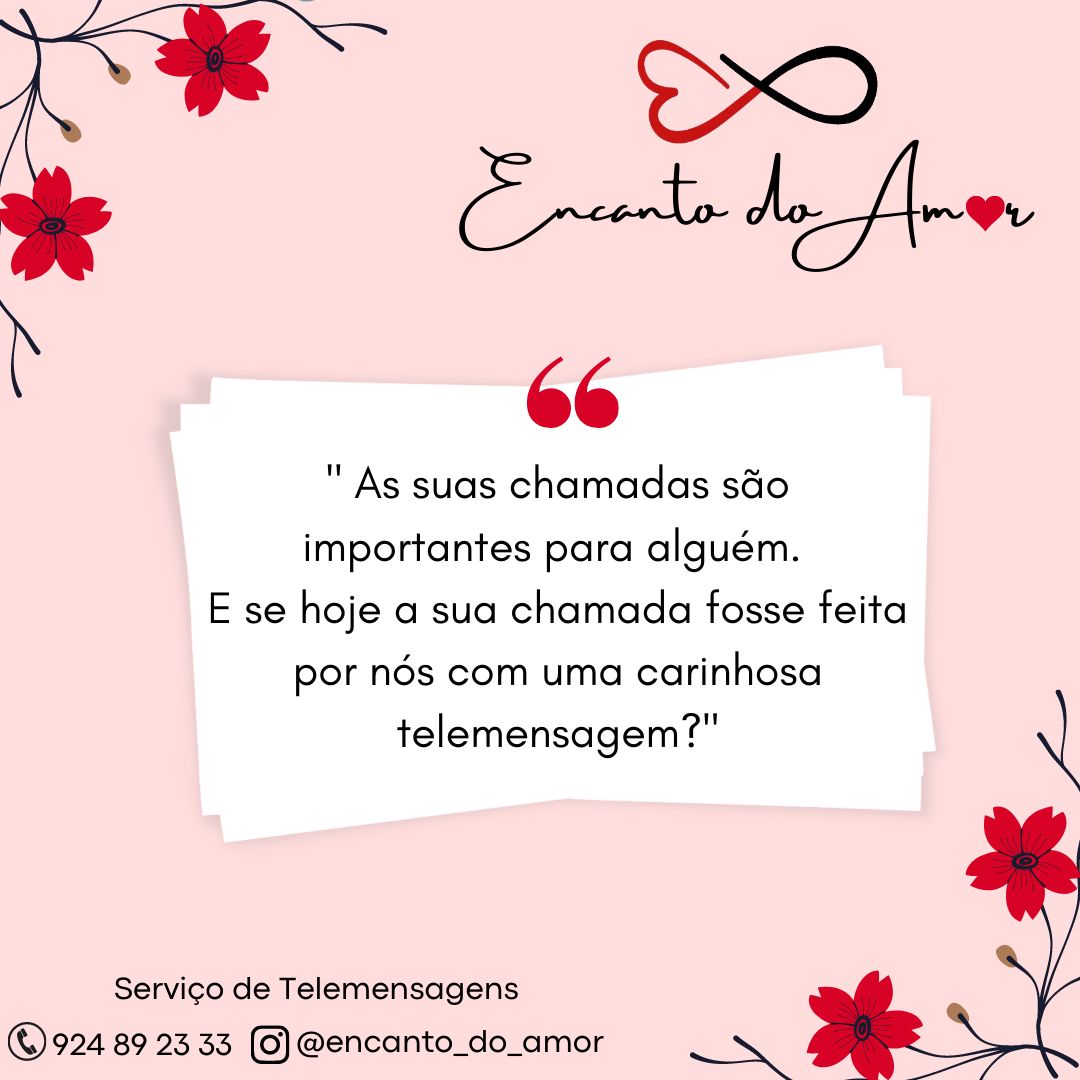 Encanto do Amor
" As suas chamadas são
importantes para alguém.
E se hoje a sua chamada fosse feita
por nós com uma carinhosa
telemensagem?"
Serviço de Telemensagens
924 89 23 33 @encanto_do_amor